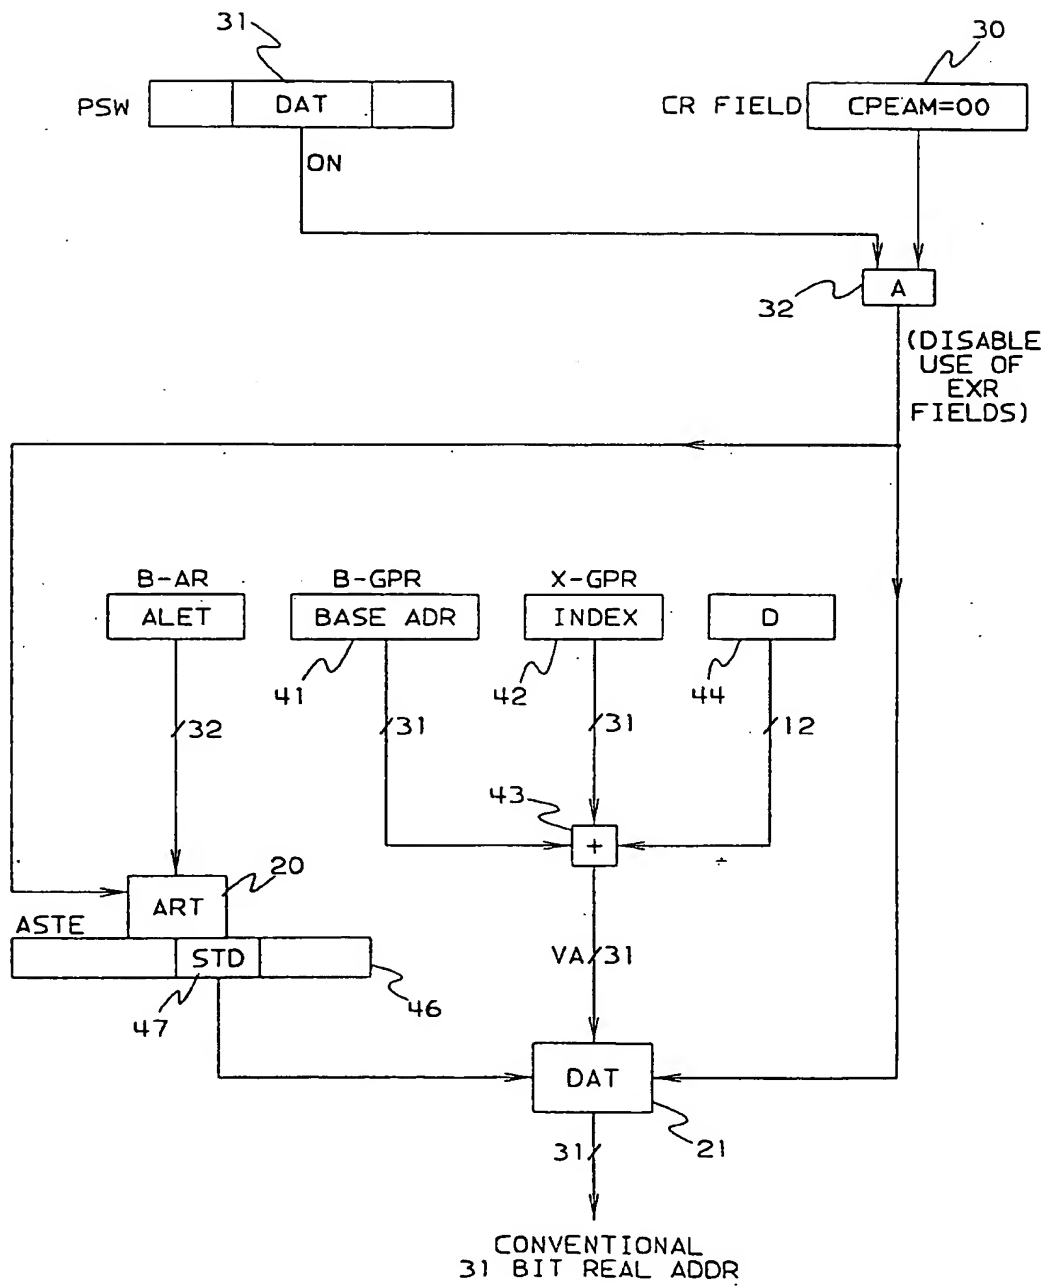 31
30
PSW DAT
CR FIELD CPEAM=00
ON
A
32
(DISABLE
USE OF
EXR
FIELDS)
B-AR B-GPR X-GPR
ALET BASE ADR INDEX D
41 42 44
32 31 31 12
43
+
20
ART
ASTE
STD
VA 31
47 46
DAT
31 21
CONVENTIONAL
31 BIT REAL ADDR